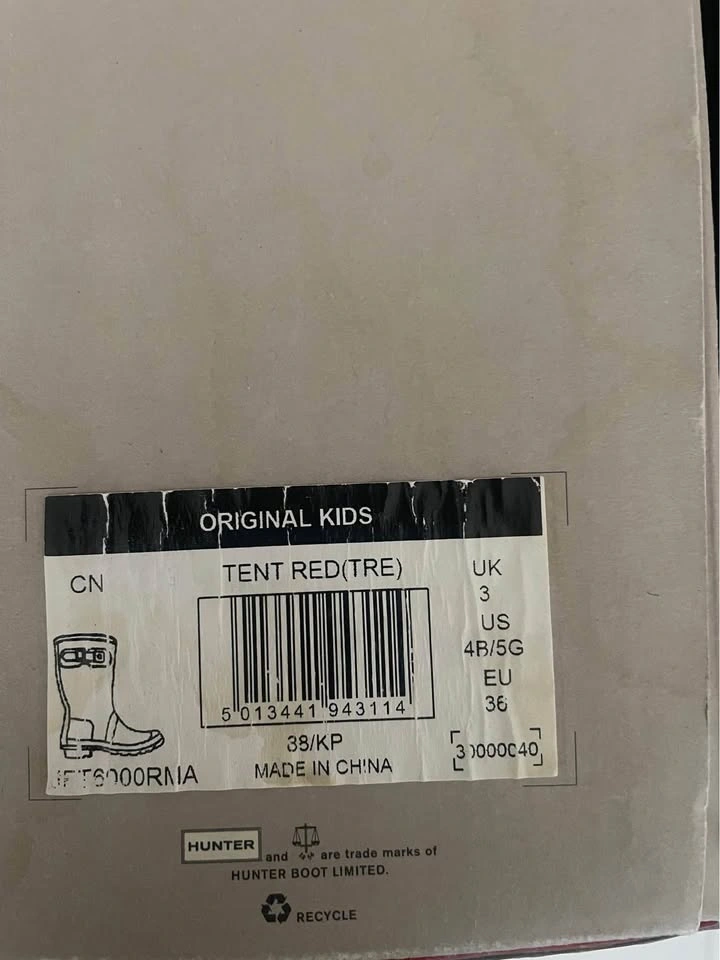 ORIGINAL KIDS
CN
TENT RED(TRE)
UK
3
US
4B/5G
EU
36
5 013441 943114
38/KP
MADE IN CHINA
HUNTER and are trade marks of
HUNTER BOOT LIMITED.
RECYCLE